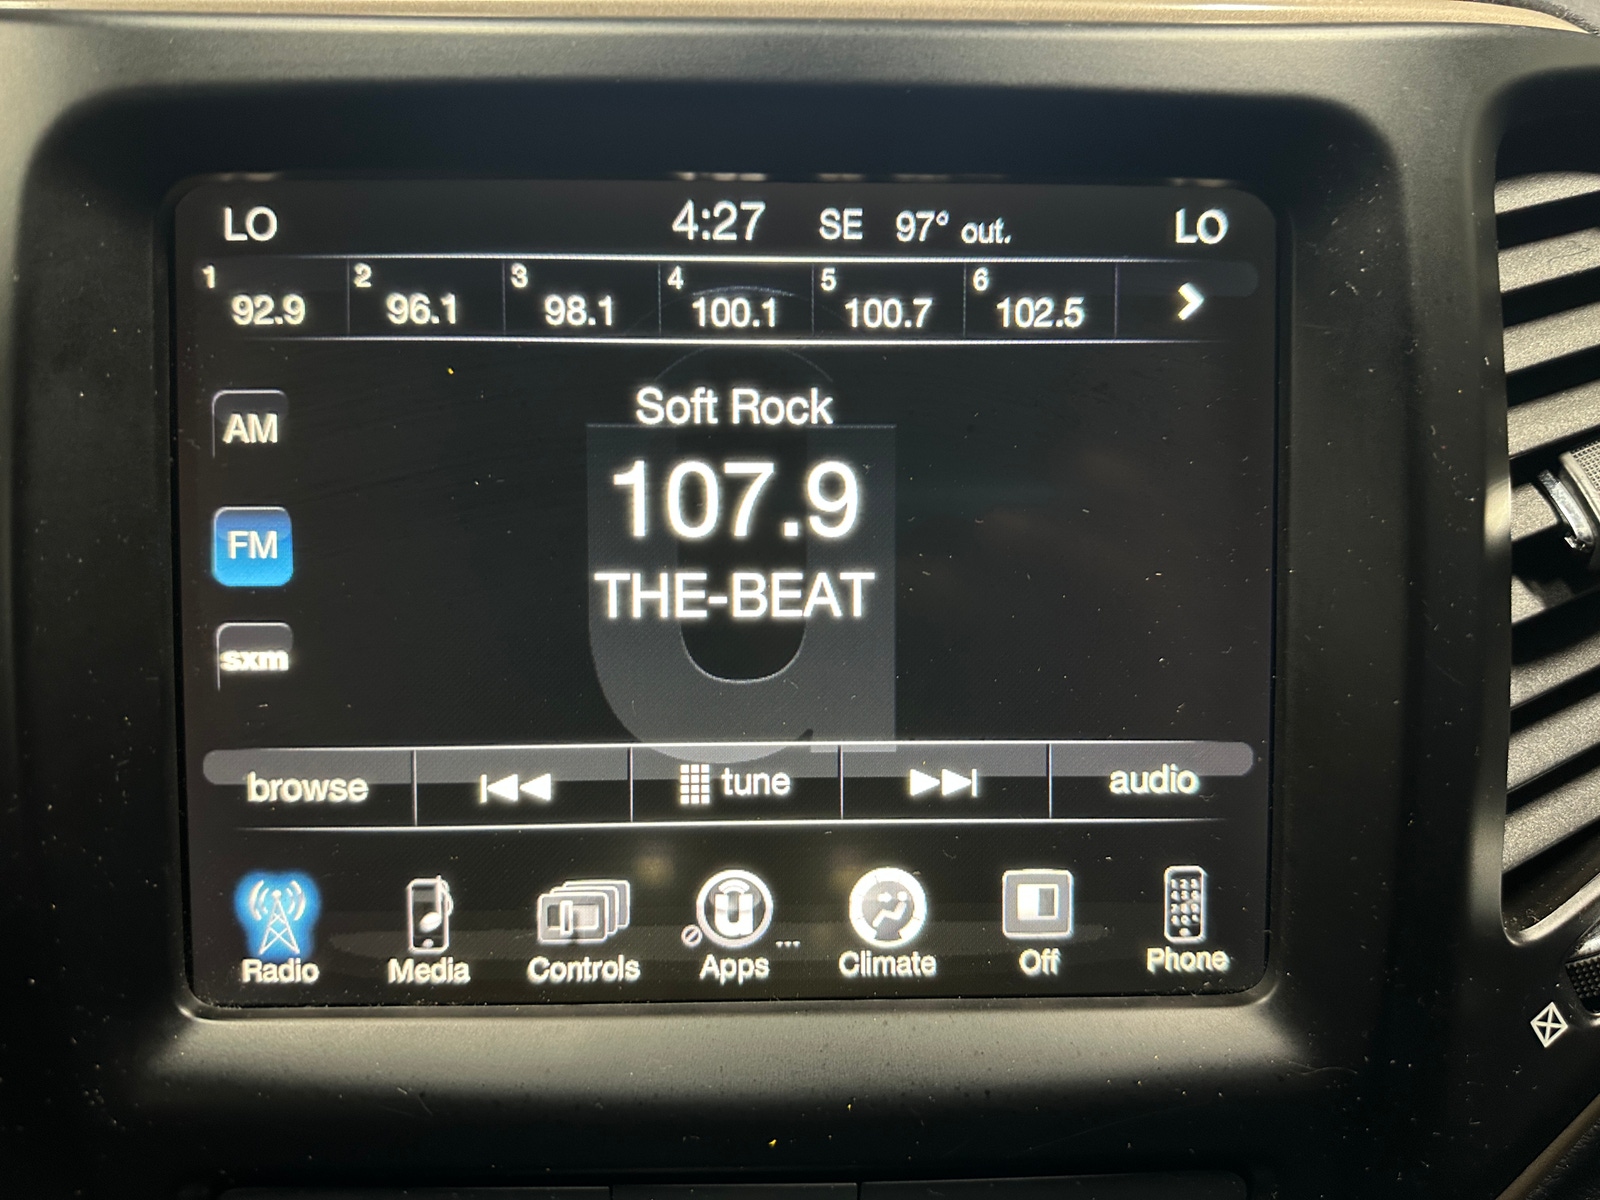 LO 4:27 SE 97° out. LO
1 92.9 2 96.1 3 98.1 4 100.1 5 100.7 6 102.5
AM
Soft Rock
107.9
FM
THE-BEAT
sxm
browse tune audio
Radio Media Controls Apps ... Climate Off Phone